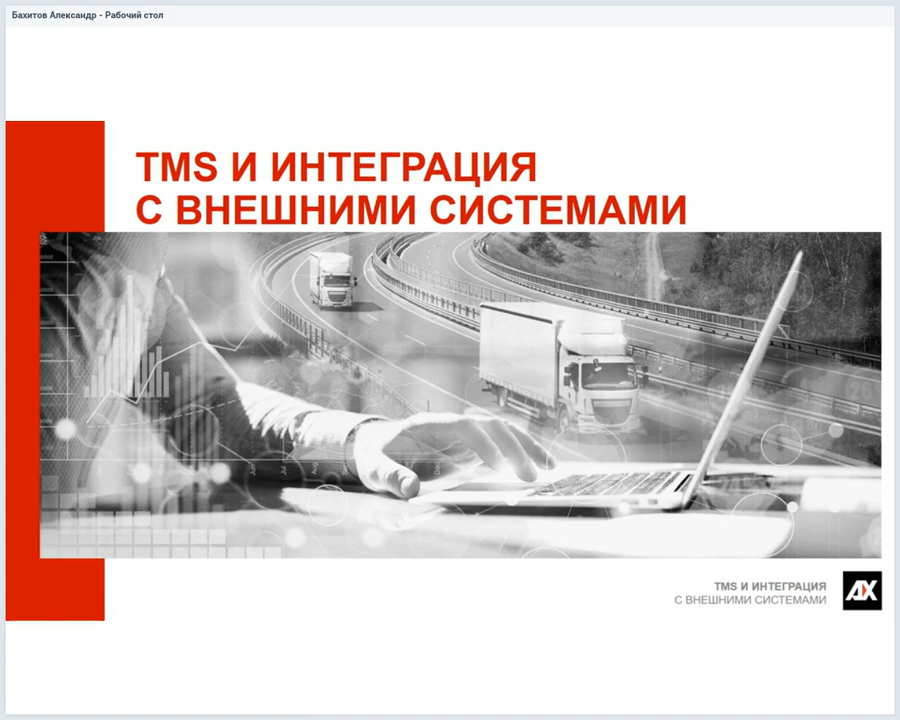 Бахитов Александр - Рабочий стол
TMS И ИНТЕГРАЦИЯ
С ВНЕШНИМИ СИСТЕМАМИ
TMS И ИНТЕГРАЦИЯ
С ВНЕШНИМИ СИСТЕМАМИ
AX